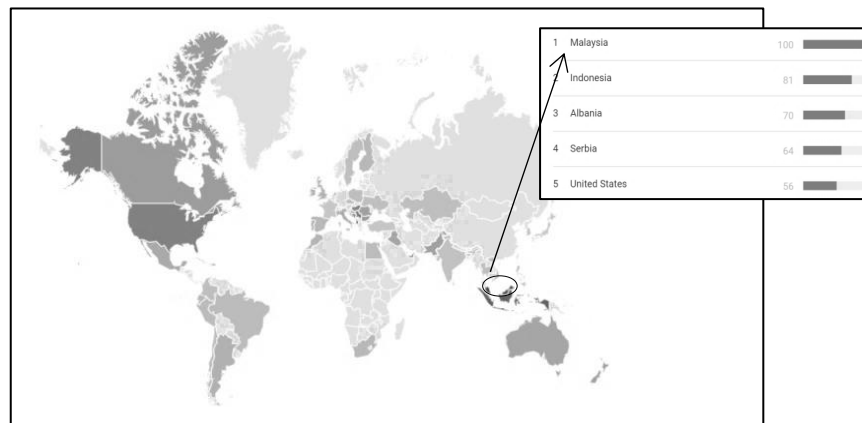 1 Malaysia 100
2 Indonesia 81
3 Albania 70
4 Serbia 64
5 United States 56